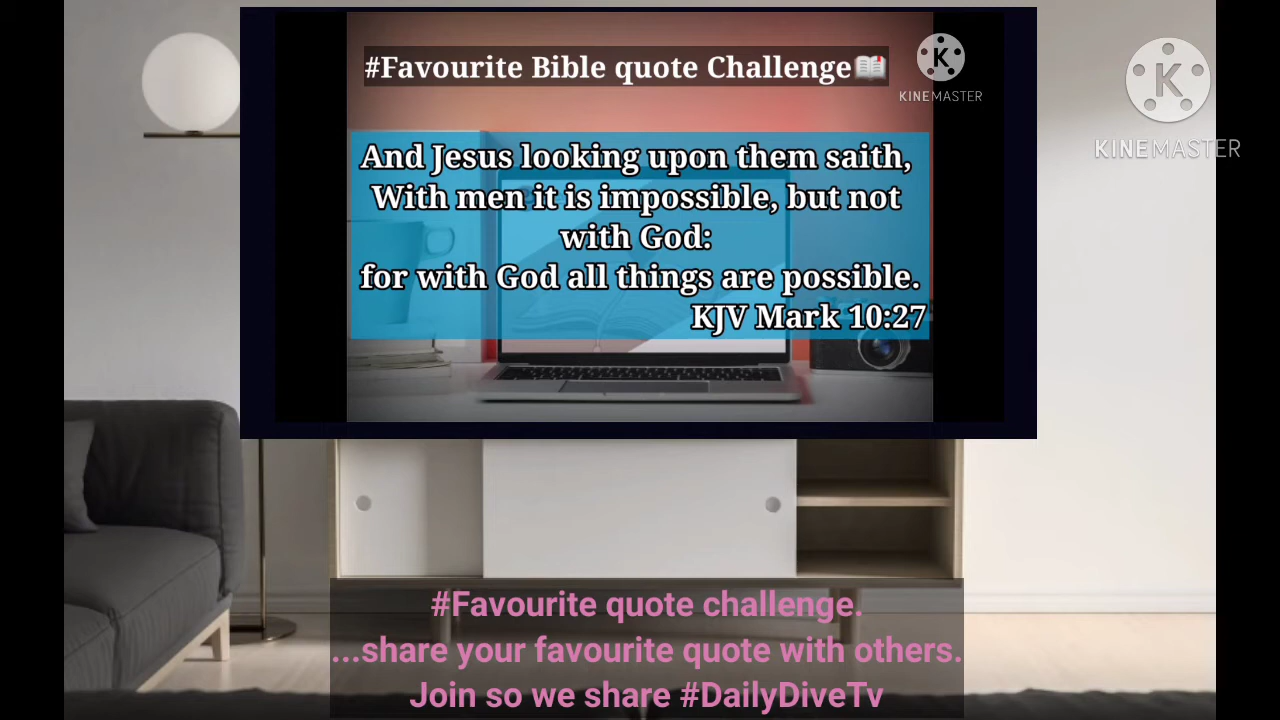 #Favourite Bible quote Challenge📖
KINEMASTER
KINEMASTER
And Jesus looking upon them saith,
With men it is impossible, but not
with God:
for with God all things are possible.
KJV Mark 10:27
#Favourite quote challenge.
...share your favourite quote with others.
Join so we share #DailyDiveTv